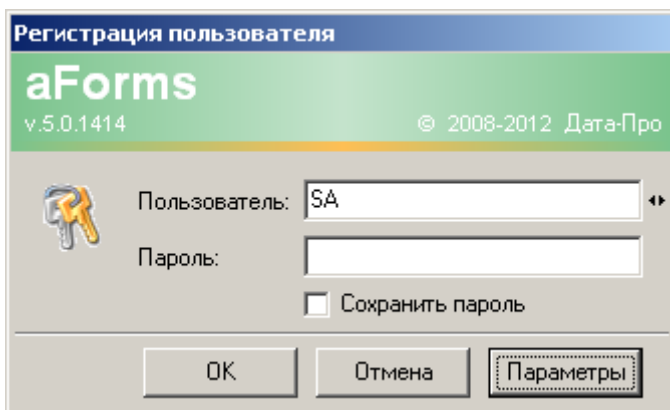 Регистрация пользователя
aForms
v.5.0.1414 © 2008-2012 Дата-Про
Пользователь: SA
Пароль:
Сохранить пароль
OK Отмена Параметры